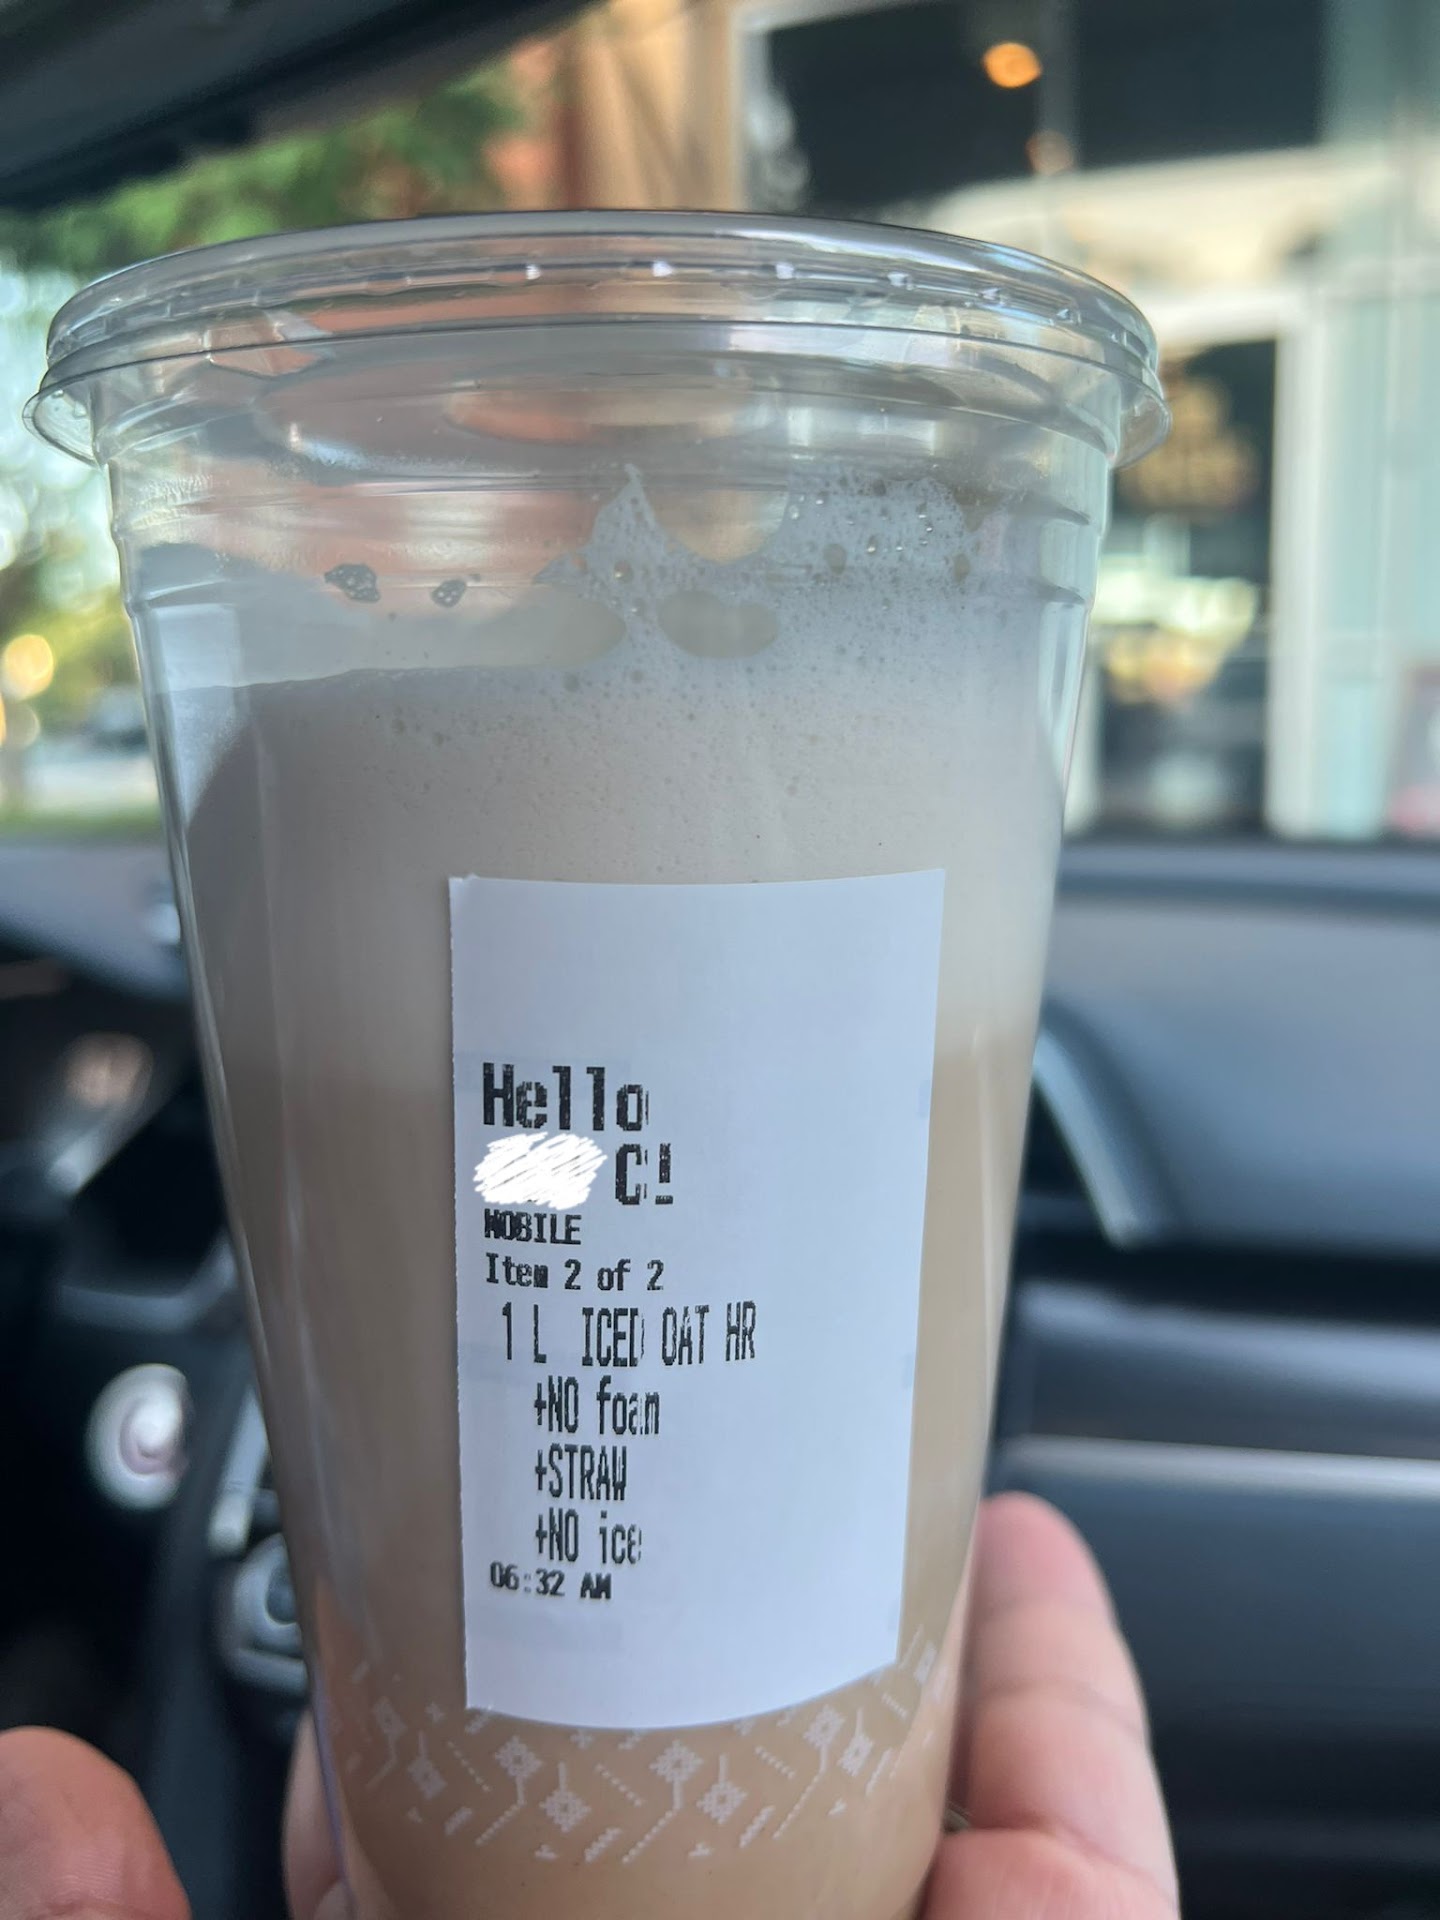 Hello
C!
MOBILE
Item 2 of 2
1 L ICED OAT HR
+NO foam
+STRAW
+NO ice
06:32 AM